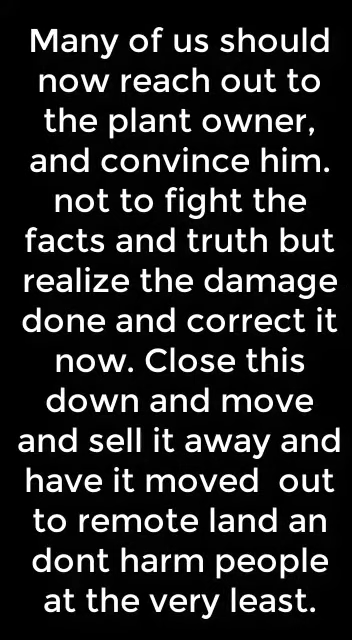 Many of us should
now reach out to
the plant owner,
and convince him.
not to fight the
facts and truth but
realize the damage
done and correct it
now. Close this
down and move
and sell it away and
have it moved  out
to remote land an
dont harm people
at the very least.